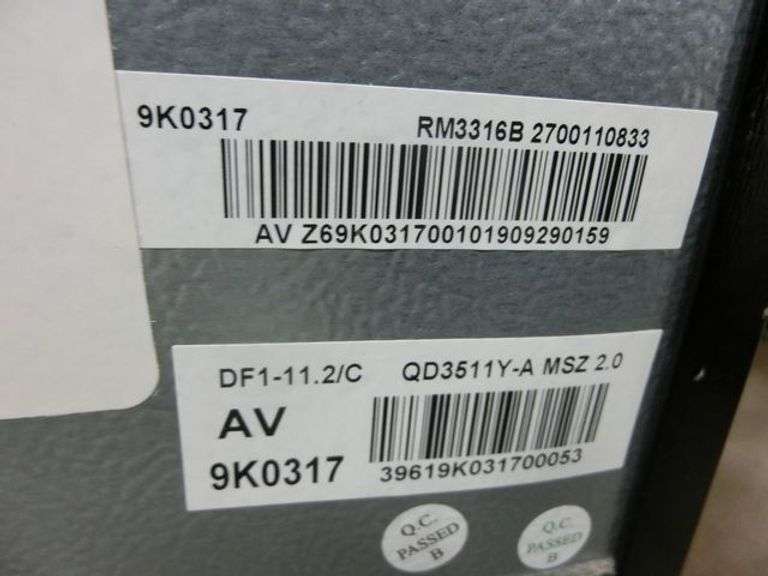 9K0317 RM3316B 2700110833
AV Z69K031700101909290159
DF1-11.2/C QD3511Y-A MSZ 2.0
AV
9K0317 39619K031700053
Q.C. Q.C.
PASSED PASSED
B B